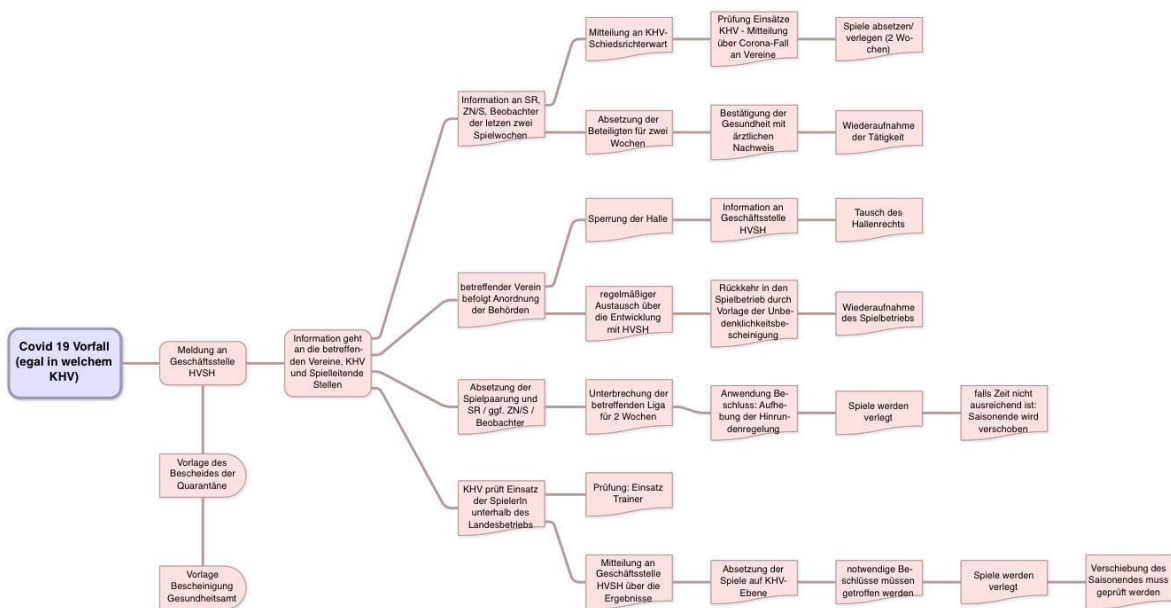 Covid 19 Vorfall
(egal in welchem
KHV)
Meldung an
Geschäftsstelle
HVSH
Vorlage des
Bescheides der
Quarantäne
Vorlage
Bescheinigung
Gesundheitsamt
Information geht
an die betreffen-
den Vereine, KHV
und Spielleitende
Stellen
Information an SR,
ZN/S, Beobachter
der letzen zwei
Spielwochen
Mitteilung an KHV-
Schiedsrichterwart
Prüfung Einsätze
KHV - Mitteilung
über Corona-Fall
an Vereine
Spiele absetzen/
verlegen (2 Wo-
chen)
Absetzung der
Beteiligten für zwei
Wochen
Bestätigung der
Gesundheit mit
ärztlichen
Nachweis
Wiederaufnahme
der Tätigkeit
betreffender Verein
befolgt Anordnung
der Behörden
Sperrung der Halle
Information an
Geschäftsstelle
HVSH
Tausch des
Hallenrechts
regelmäßiger
Austausch über
die Entwicklung
mit HVSH
Rückkehr in den
Spielbetrieb durch
Vorlage der Unbe-
denklichkeitsbe-
scheinigung
Wiederaufnahme
des Spielbetriebs
Absetzung der
Spielpaarung und
SR / ggf. ZN/S /
Beobachter
Unterbrechung der
betreffenden Liga
für 2 Wochen
Anwendung Be-
schluss: Aufhe-
bung der Hinrun-
denregelung
Spiele werden
verlegt
falls Zeit nicht
ausreichend ist:
Saisonende wird
verschoben
KHV prüft Einsatz
der SpielerIn
unterhalb des
Landesbetriebs
Prüfung: Einsatz
Trainer
Mitteilung an
Geschäftsstelle
HVSH über die
Ergebnisse
Absetzung der
Spiele auf KHV-
Ebene
notwendige Be-
schlüsse müssen
getroffen werden
Spiele werden
verlegt
Verschiebung des
Saisonendes muss
geprüft werden